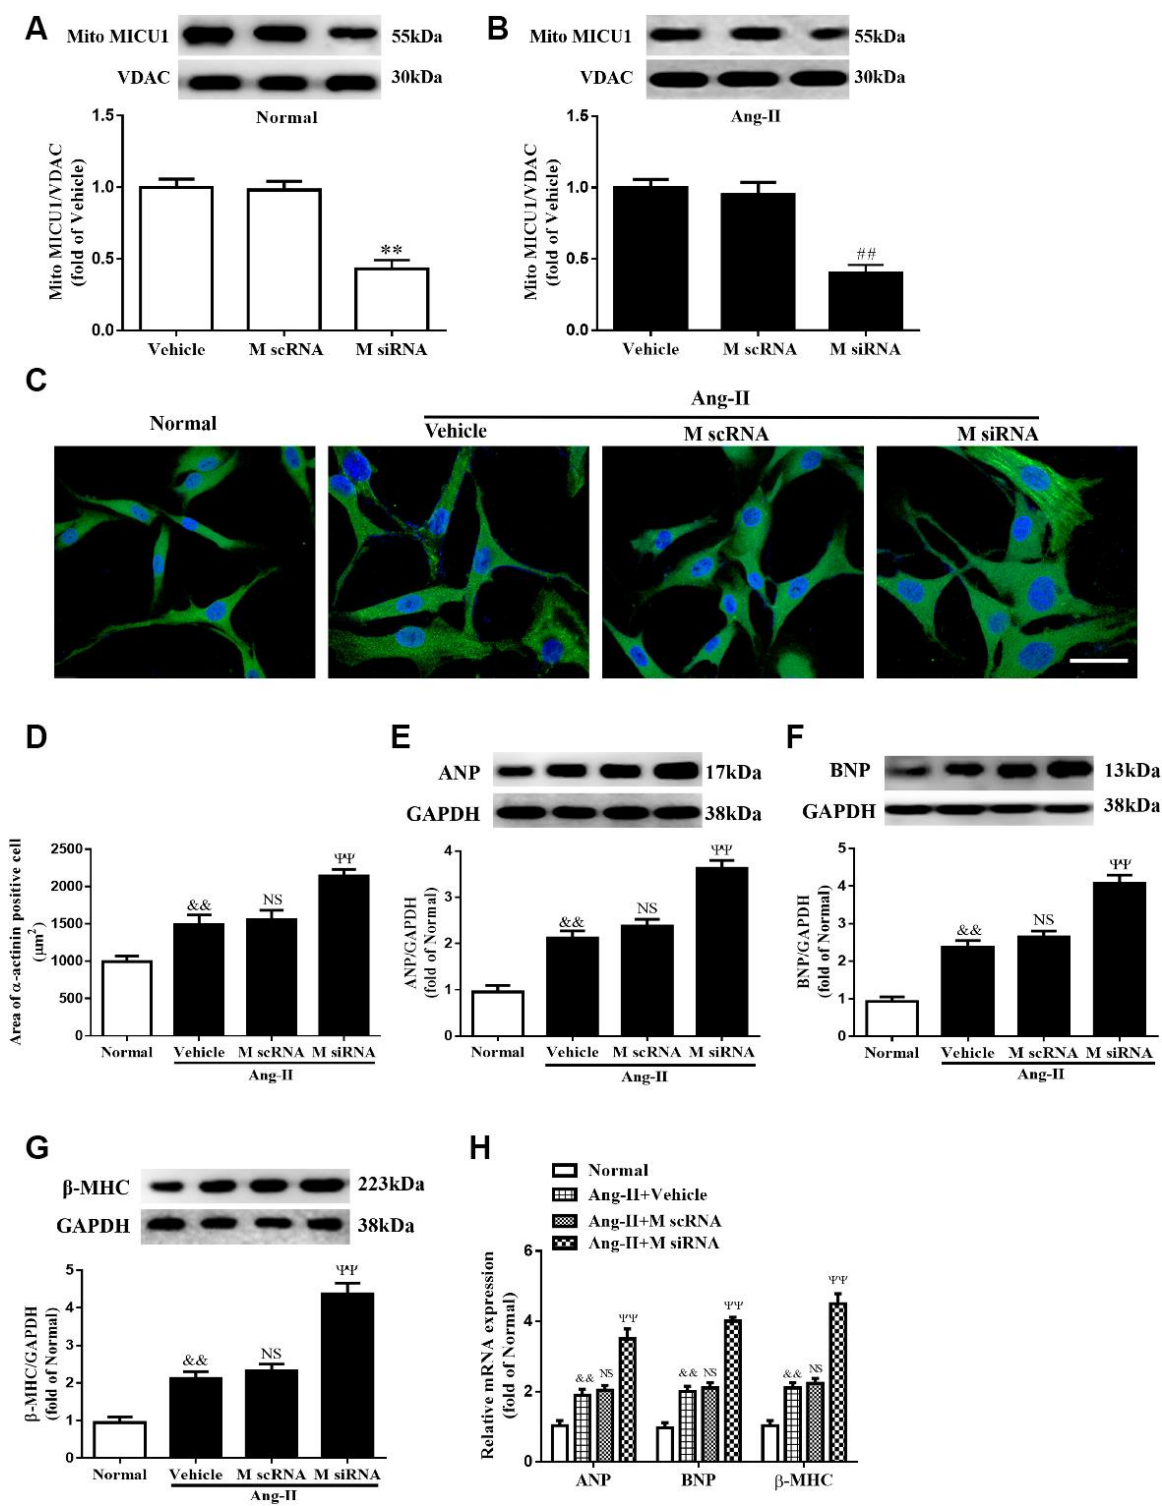 A
Mito MICU1
55kDa
VDAC
30kDa
Normal
1.5
1.0
0.5
0.0
Mito MICU1/VDAC
(fold of Vehicle)
**
Vehicle
M scRNA
M siRNA
B
Mito MICU1
55kDa
VDAC
30kDa
Ang-II
1.5
1.0
0.5
0.0
Mito MICU1/VDAC
(fold of Vehicle)
##
Vehicle
M scRNA
M siRNA
C
Normal
Ang-II
Vehicle
M scRNA
M siRNA
D
2500
2000
1500
1000
500
0
Area of α-actinin positive cell
(μm²)
&&
NS
ΨΨ
Normal
Vehicle
M scRNA
M siRNA
Ang-II
E
ANP
17kDa
GAPDH
38kDa
4
3
2
1
0
ANP/GAPDH
(fold of Normal)
&&
NS
ΨΨ
Normal
Vehicle
M scRNA
M siRNA
Ang-II
F
BNP
13kDa
GAPDH
38kDa
5
4
3
2
1
0
BNP/GAPDH
(fold of Normal)
&&
NS
ΨΨ
Normal
Vehicle
M scRNA
M siRNA
Ang-II
G
β-MHC
223kDa
GAPDH
38kDa
5
4
3
2
1
0
β-MHC/GAPDH
(fold of Normal)
&&
NS
ΨΨ
Normal
Vehicle
M scRNA
M siRNA
Ang-II
H
Normal
Ang-II+Vehicle
Ang-II+M scRNA
Ang-II+M siRNA
6
4
2
0
Relative mRNA expression
(fold of Normal)
&&
NS
ΨΨ
&&
NS
ΨΨ
&&
NS
ΨΨ
ANP
BNP
β-MHC